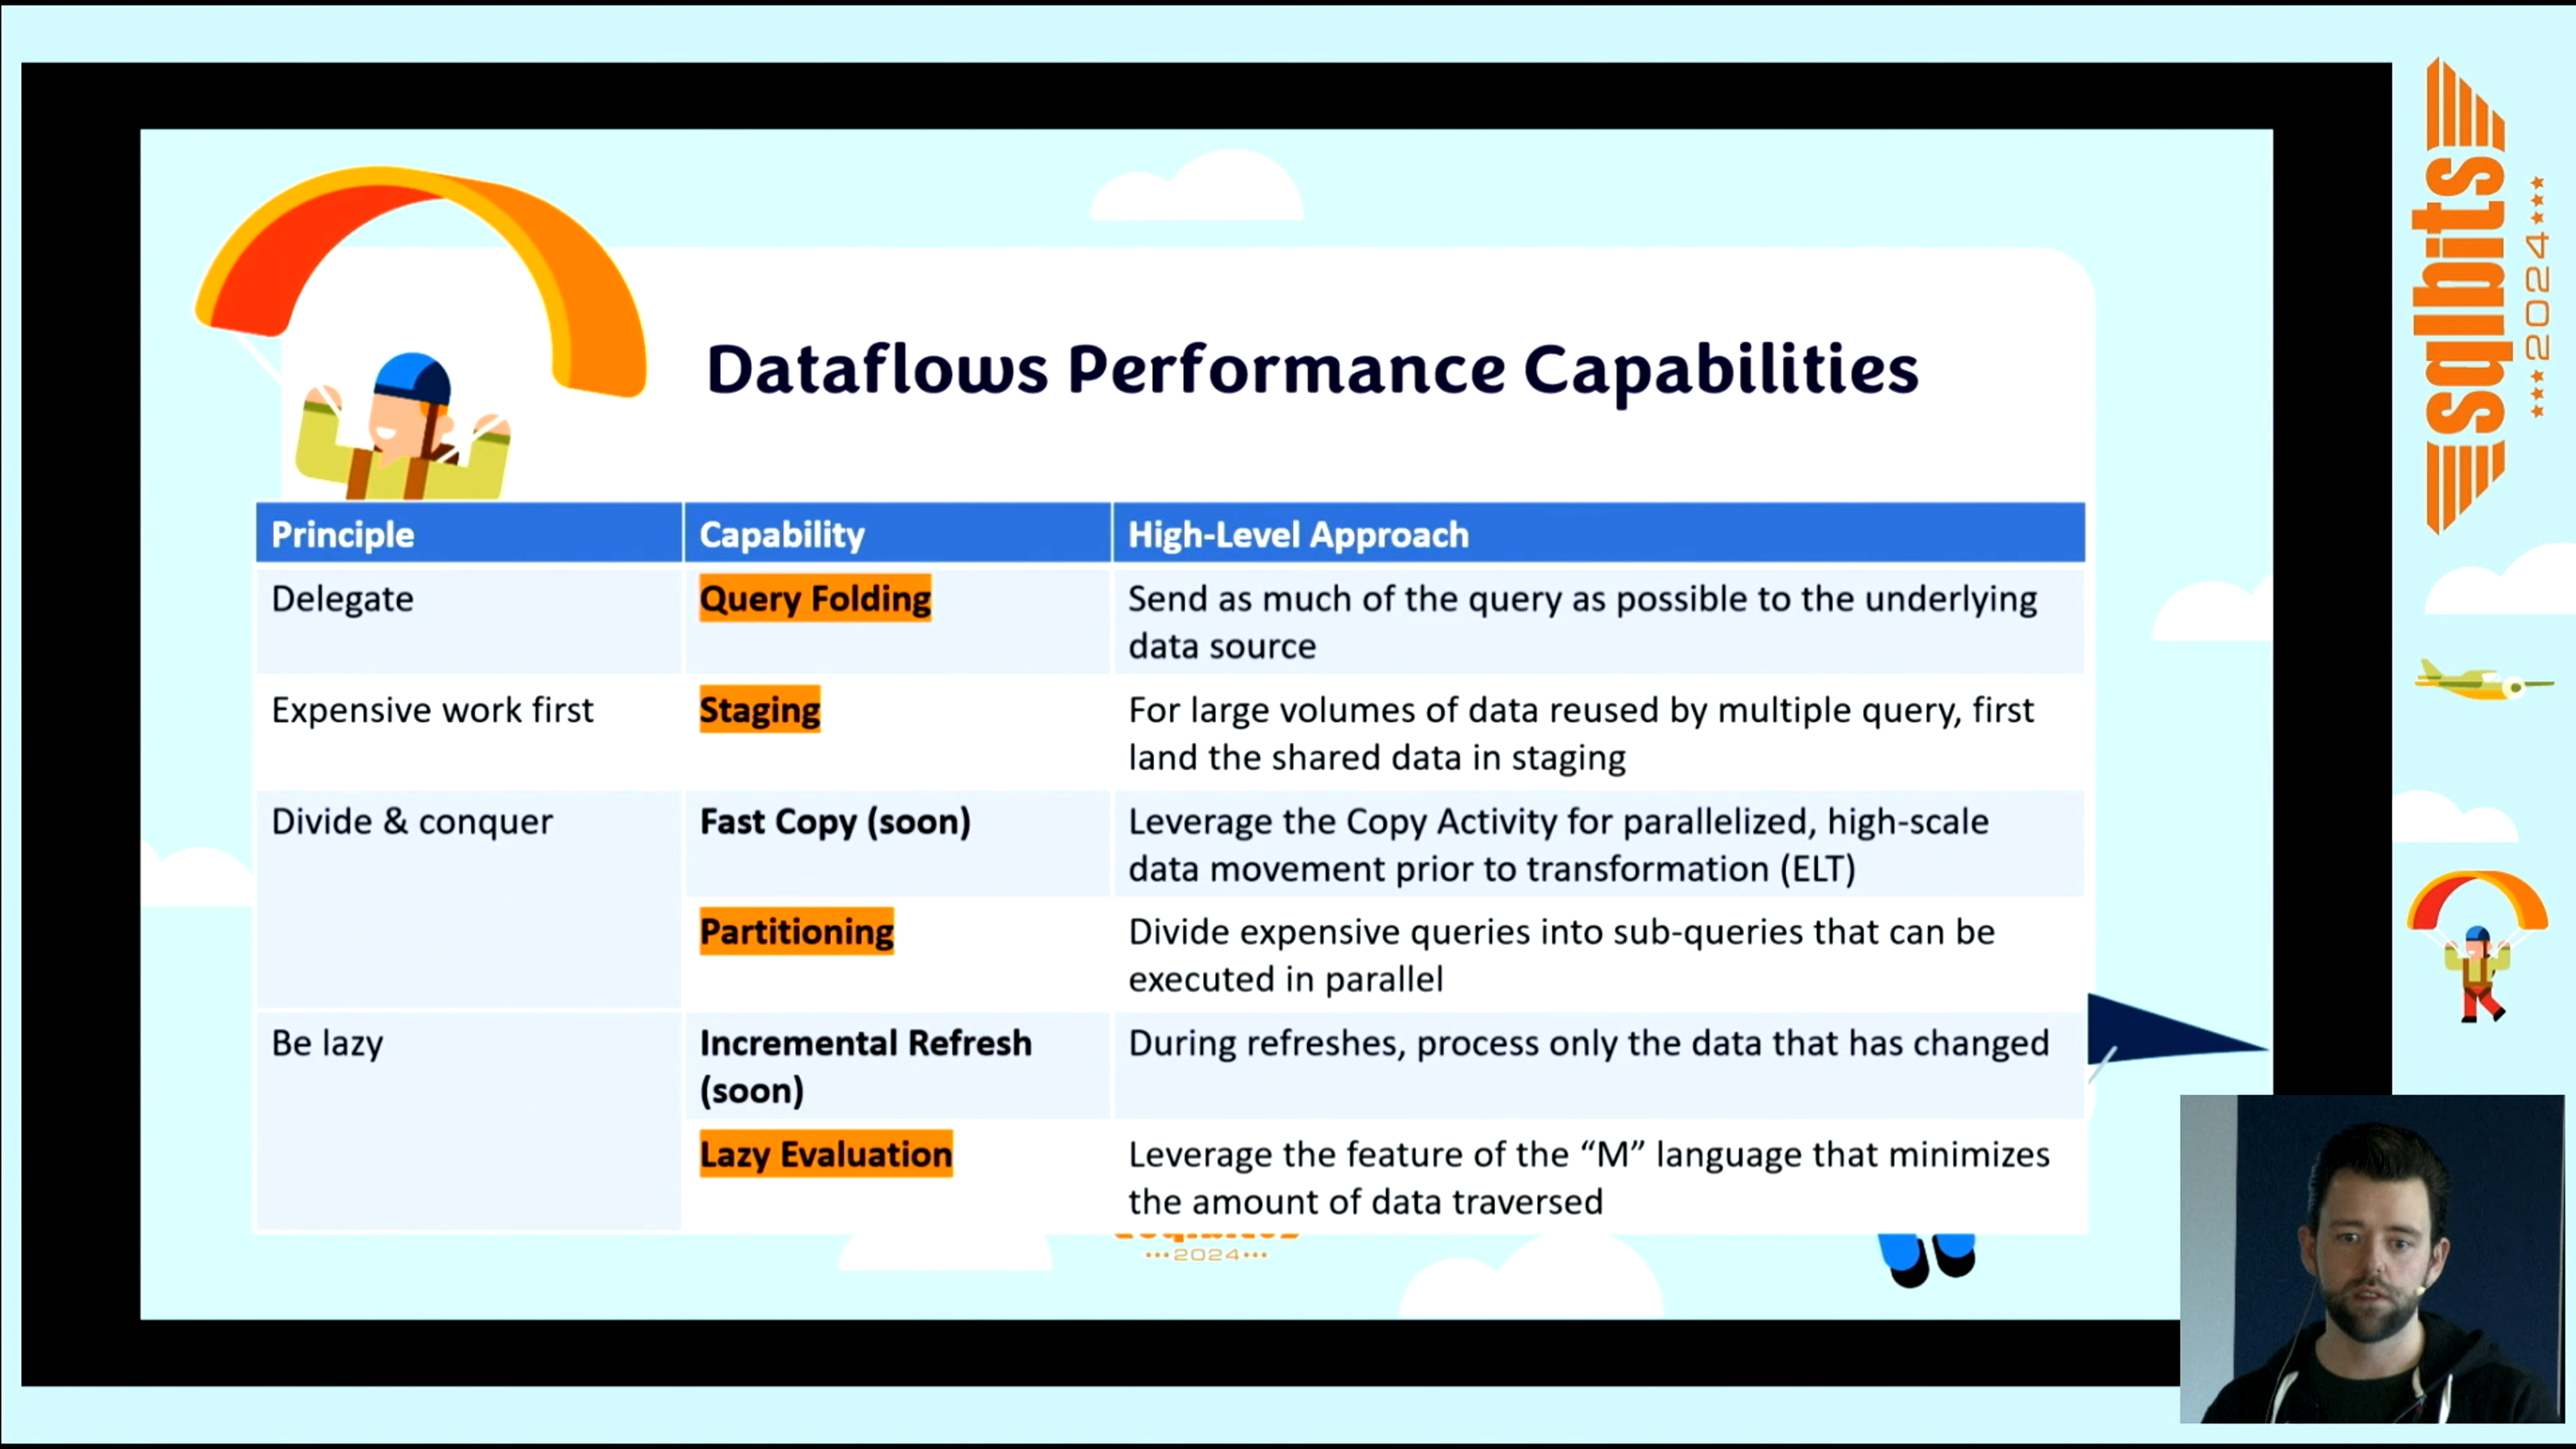 Dataflows Performance Capabilities
Principle
Capability
High-Level Approach
Delegate
Query Folding
Send as much of the query as possible to the underlying
data source
Expensive work first
Staging
For large volumes of data reused by multiple query, first
land the shared data in staging
Divide & conquer
Fast Copy (soon)
Leverage the Copy Activity for parallelized, high-scale
data movement prior to transformation (ELT)
Partitioning
Divide expensive queries into sub-queries that can be
executed in parallel
Be lazy
Incremental Refresh
(soon)
During refreshes, process only the data that has changed
Lazy Evaluation
Leverage the feature of the “M” language that minimizes
the amount of data traversed
2024
sqlbits
2024